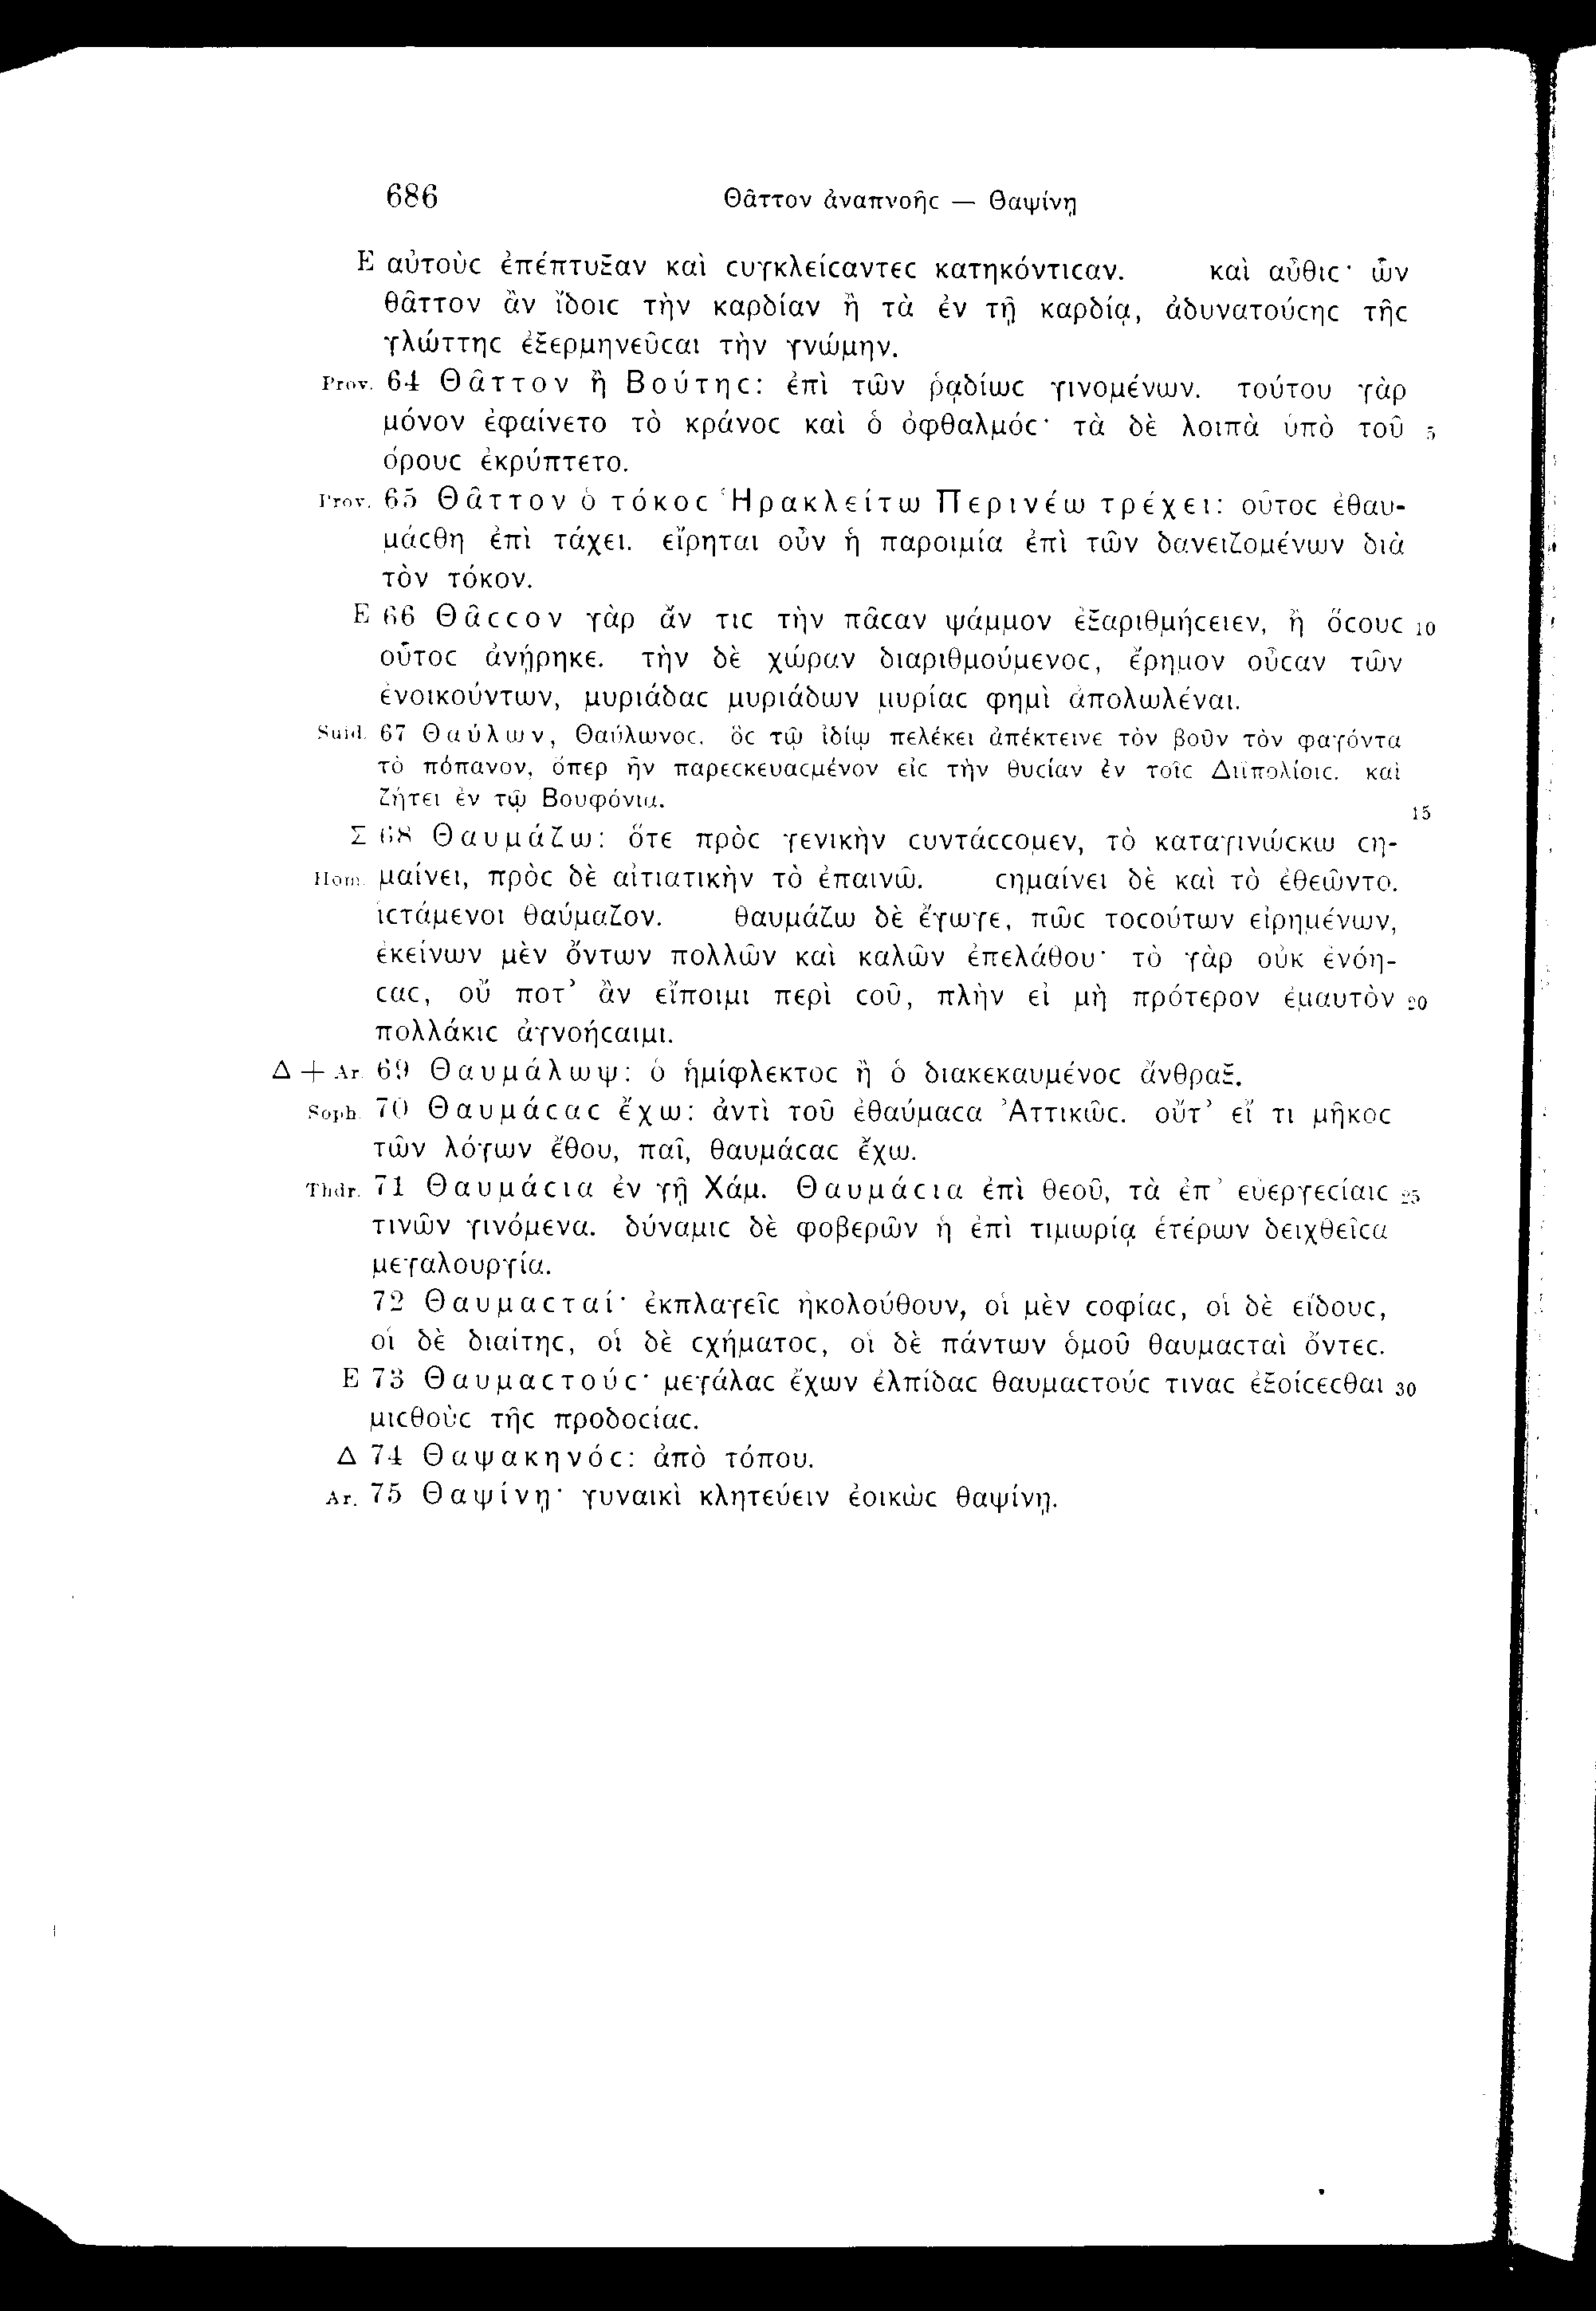 686 Θᾶττον ἀναπνοῆϲ — Θαψίνῃ
E αὐτοὺϲ ἐπέπτυξαν καὶ ϲυγκλείϲαντεϲ κατηκόντιϲαν. καὶ αὖθιϲ· ὧν
θᾶττον ἂν ἴδοιϲ τὴν καρδίαν ἢ τὰ ἐν τῇ καρδίᾳ, ἀδυνατούϲηϲ τῆϲ
γλώττηϲ ἐξερμηνεῦϲαι τὴν γνώμην.
Prov. 64 Θᾶττον ἢ Βούτηϲ: ἐπὶ τῶν ῥᾳδίωϲ γινομένων. τούτου γὰρ
μόνον ἐφαίνετο τὸ κράνοϲ καὶ ὁ ὀφθαλμόϲ· τὰ δὲ λοιπὰ ὑπὸ τοῦ 5
ὄρουϲ ἐκρύπτετο.
Prov. 65 Θᾶττον ὁ τόκοϲ Ἡρακλείτω Περινέω τρέχει: οὗτοϲ ἐθαυ-
μάϲθη ἐπὶ τάχει. εἴρηται οὖν ἡ παροιμία ἐπὶ τῶν δανειζομένων διὰ
τὸν τόκον.
E 66 Θᾶϲϲον γὰρ ἄν τιϲ τὴν πᾶϲαν ψάμμον ἐξαριθμήϲειεν, ἢ ὅϲουϲ 10
οὗτοϲ ἀνῄρηκε. τὴν δὲ χώραν διαριθμούμενοϲ, ἔρημον οὖϲαν τῶν
ἐνοικούντων, μυριάδαϲ μυριάδων μυρίαϲ φημὶ ἀπολωλέναι.
Suid. 67 Θαύλων, Θαύλωνοϲ. ὃϲ τῷ ἰδίῳ πελέκει ἀπέκτεινε τὸν βοῦν τὸν φαγόντα
τὸ πόπανον, ὅπερ ἦν παρεϲκευαϲμένον εἰϲ τὴν θυϲίαν ἐν τοῖϲ Διϊπολίοιϲ. καὶ
ζήτει ἐν τῷ Βουφόνια. 15
Σ 68 Θαυμάζω: ὅτε πρὸϲ γενικὴν ϲυντάϲϲομεν, τὸ καταγινώϲκω ϲη-
Hom. μαίνει, πρὸϲ δὲ αἰτιατικὴν τὸ ἐπαινῶ. ϲημαίνει δὲ καὶ τὸ ἐθεῶντο.
ἱϲτάμενοι θαύμαζον. θαυμάζω δὲ ἔγωγε, πῶϲ τοϲούτων εἰρημένων,
ἐκείνων μὲν ὄντων πολλῶν καὶ καλῶν ἐπελάθου· τὸ γὰρ οὐκ ἐνόη-
ϲαϲ, οὔ ποτ’ ἂν εἴποιμι περὶ ϲοῦ, πλὴν εἰ μὴ πρότερον ἐμαυτὸν 20
πολλάκιϲ ἀγνοήϲαιμι.
Δ + Ar. 69 Θαυμάλωψ: ὁ ἡμίφλεκτοϲ ἢ ὁ διακεκαυμένοϲ ἄνθραξ.
Soph. 70 Θαυμάϲαϲ ἔχω: ἀντὶ τοῦ ἐθαύμαϲα Ἀττικῶϲ. οὔτ’ εἴ τι μῆκοϲ
τῶν λόγων ἔθου, παῖ, θαυμάϲαϲ ἔχω.
Thdr. 71 Θαυμάϲια ἐν γῇ Χάμ. Θαυμάϲια ἐπὶ θεοῦ, τὰ ἐπ’ εὐεργεϲίαιϲ 25
τινῶν γινόμενα. δύναμιϲ δὲ φοβερῶν ἡ ἐπὶ τιμωρίᾳ ἑτέρων δειχθεῖϲα
μεγαλουργία.
72 Θαυμαϲταί· ἐκπλαγεῖϲ ἠκολούθουν, οἱ μὲν ϲοφίαϲ, οἱ δὲ εἴδουϲ,
οἱ δὲ διαίτηϲ, οἱ δὲ ϲχήματοϲ, οἱ δὲ πάντων ὁμοῦ θαυμαϲταὶ ὄντεϲ.
E 73 Θαυμαϲτούϲ· μεγάλαϲ ἔχων ἐλπίδαϲ θαυμαϲτούϲ τιναϲ ἐξοίϲεϲθαι 30
μιϲθοὺϲ τῆϲ προδοϲίαϲ.
Δ 74 Θαψακηνόϲ: ἀπὸ τόπου.
Ar. 75 Θαψίνῃ· γυναικὶ κλητεύειν ἐοικὼϲ θαψίνῃ.